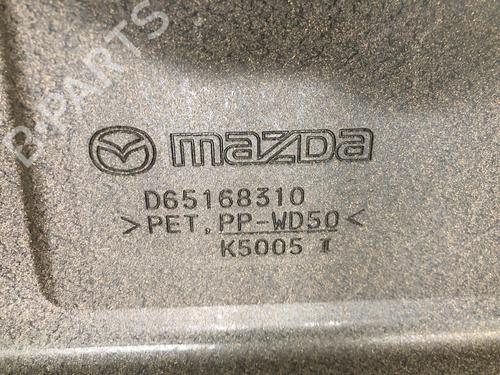 B-PARTS
mazda
D65168310
>PET, PP-WD50<
K5005 I